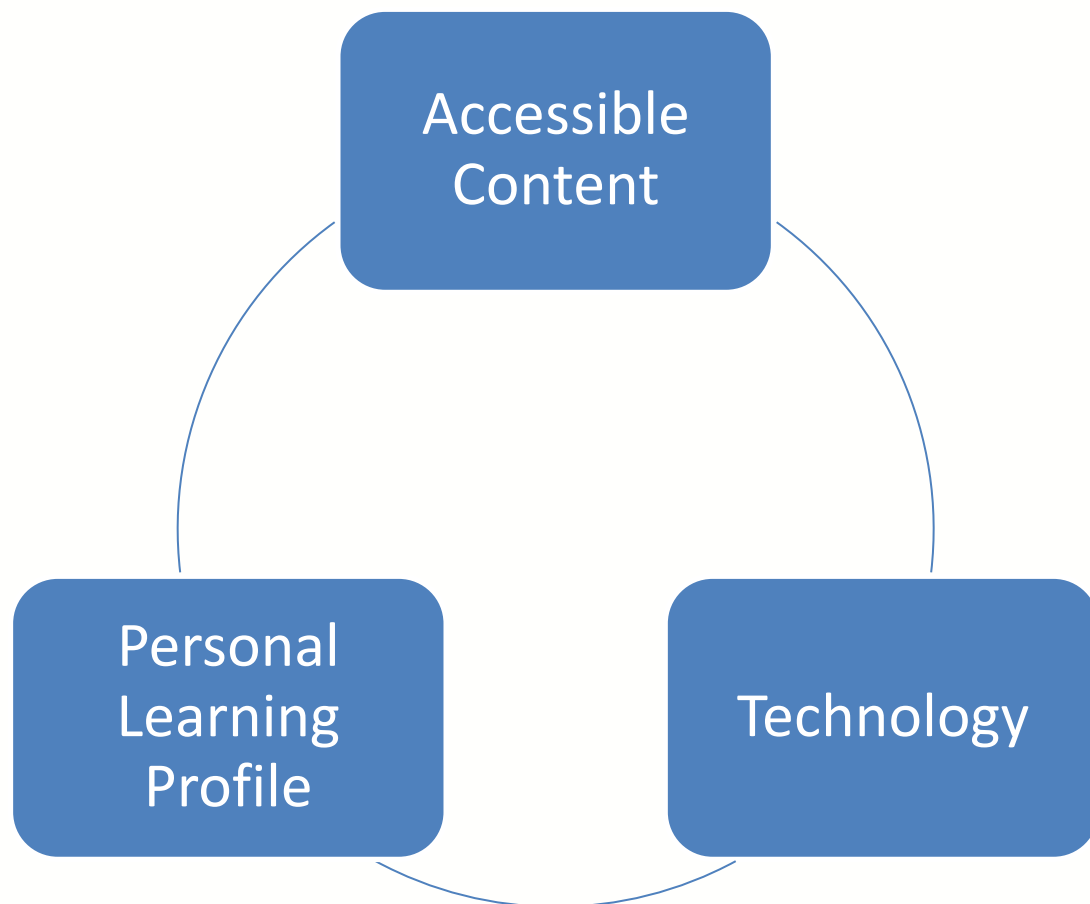 Accessible
Content
Personal
Learning
Profile
Technology